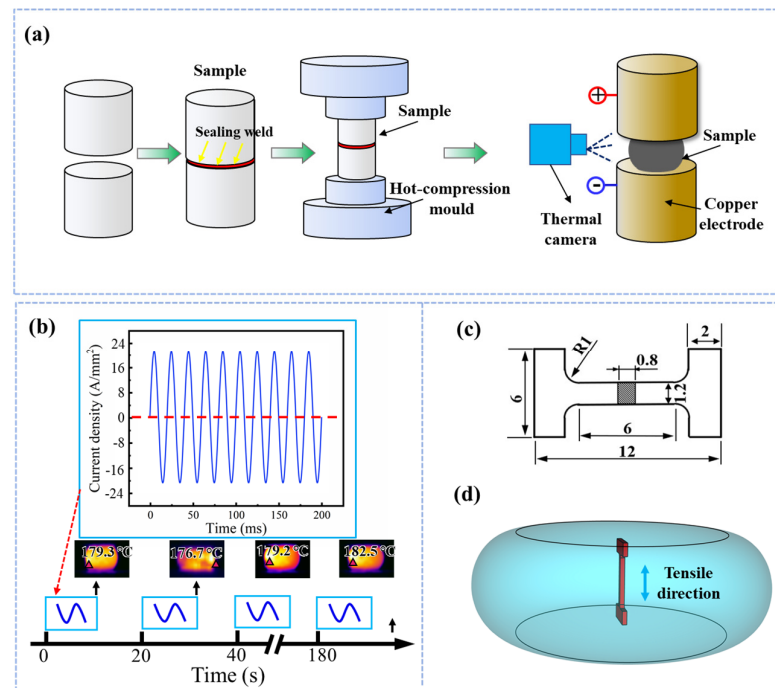 (a)
Sample
Sealing weld
Sample
Hot-compression
mould
+
Thermal
camera
-
Sample
Copper
electrode
(b)
Current density (A/mm²)
24
16
8
0
-8
-16
-24
0
50
100
150
200
Time (ms)
179.3°C
176.7°C
179.2°C
182.5°C
0
20
40
180
Time (s)
(c)
2
R1
0.8
6
1.2
6
12
(d)
Tensile
direction